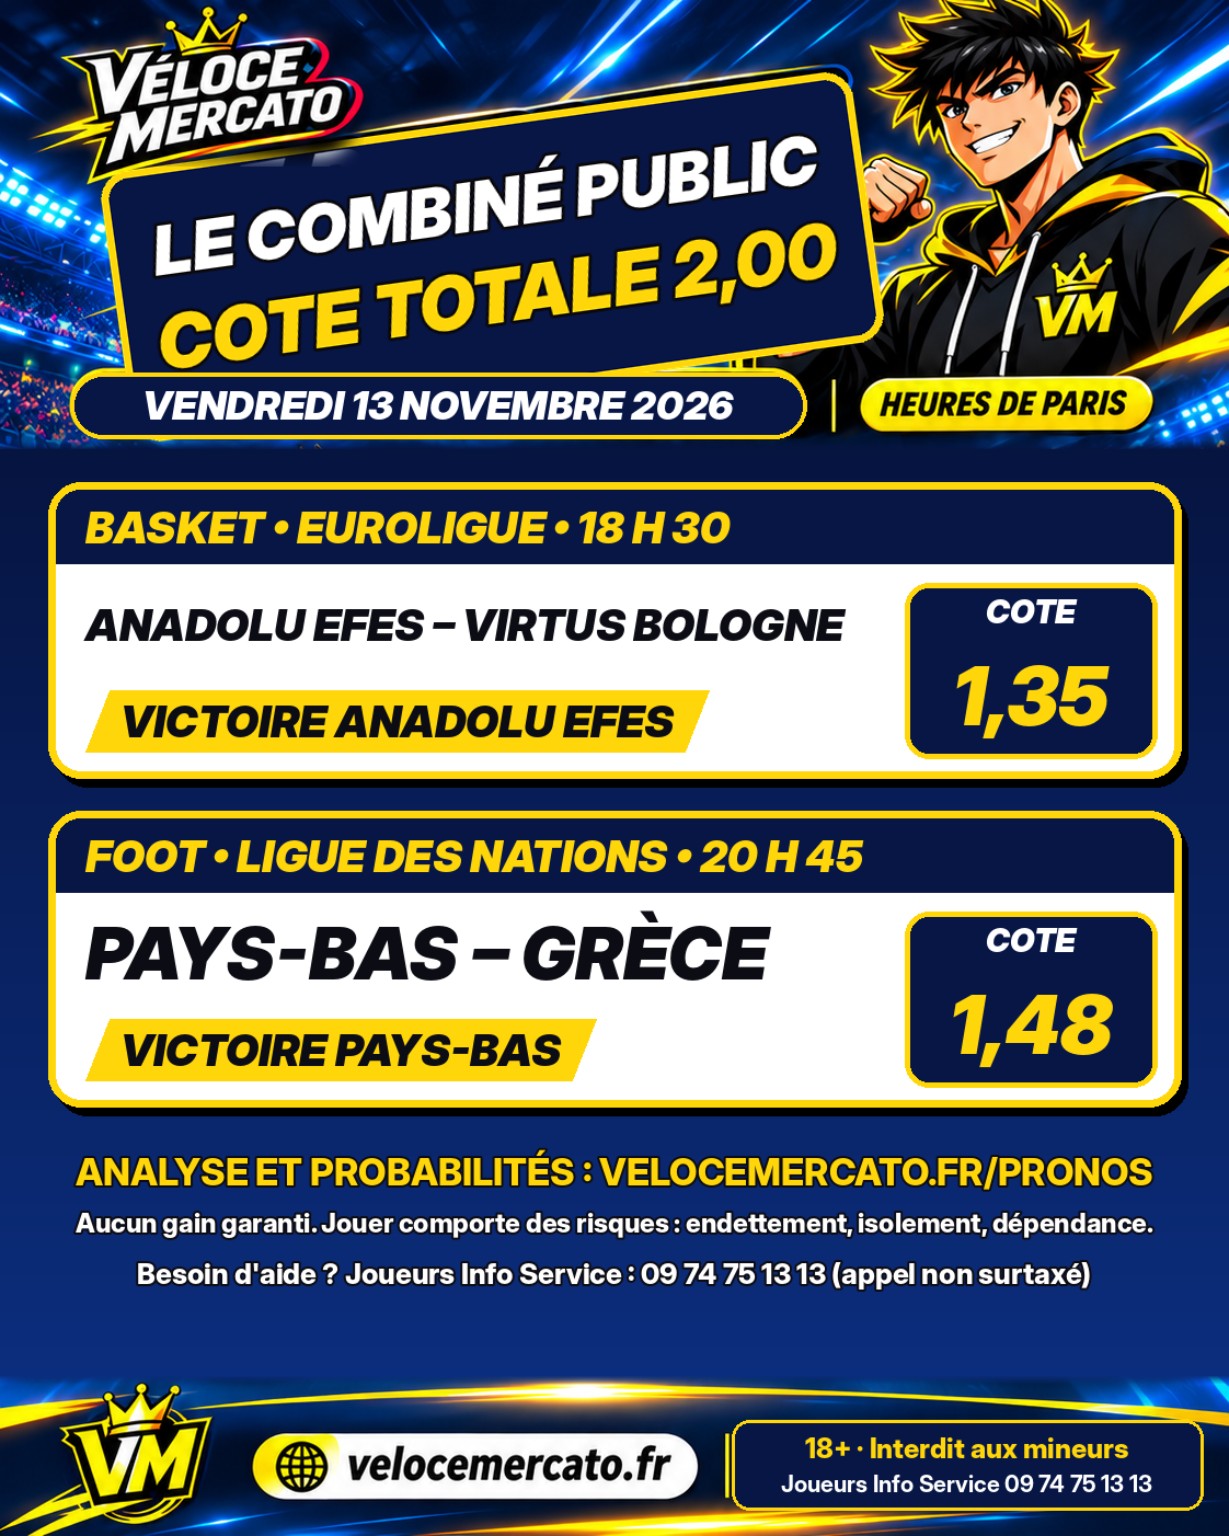 VÉLOCE
MERCATO
LE COMBINÉ PUBLIC
COTE TOTALE 2,00
VM
VENDREDI 13 NOVEMBRE 2026
HEURES DE PARIS
BASKET • EUROLIGUE • 18 H 30
ANADOLU EFES – VIRTUS BOLOGNE
COTE
1,35
VICTOIRE ANADOLU EFES
FOOT • LIGUE DES NATIONS • 20 H 45
PAYS-BAS – GRÈCE
COTE
1,48
VICTOIRE PAYS-BAS
ANALYSE ET PROBABILITÉS : VELOCEMERCATO.FR/PRONOS
Aucun gain garanti. Jouer comporte des risques : endettement, isolement, dépendance.
Besoin d'aide ? Joueurs Info Service : 09 74 75 13 13 (appel non surtaxé)
VM
velocemercato.fr
18+ · Interdit aux mineurs
Joueurs Info Service 09 74 75 13 13